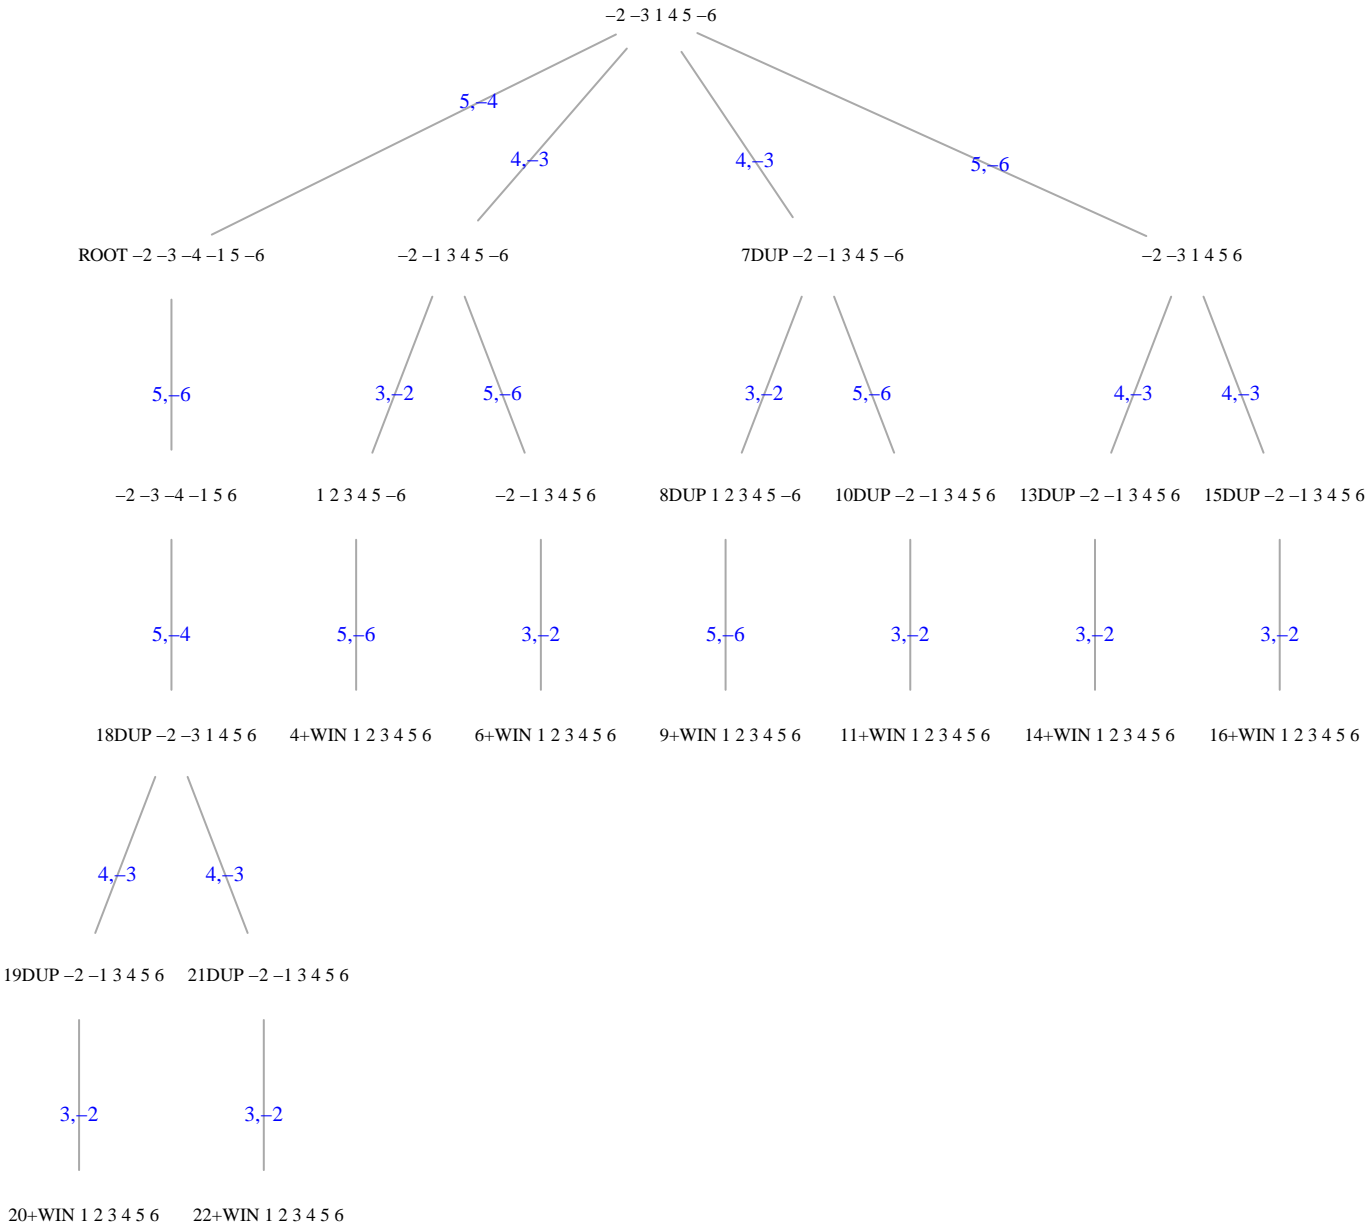 –2 –3 1 4 5 –6
5,–4
4,–3
4,–3
5,–6
ROOT –2 –3 –4 –1 5 –6
–2 –1 3 4 5 –6
7DUP –2 –1 3 4 5 –6
–2 –3 1 4 5 6
5,–6
3,–2
5,–6
3,–2
5,–6
4,–3
4,–3
–2 –3 –4 –1 5 6
1 2 3 4 5 –6
–2 –1 3 4 5 6
8DUP 1 2 3 4 5 –6
10DUP –2 –1 3 4 5 6
13DUP –2 –1 3 4 5 6
15DUP –2 –1 3 4 5 6
5,–4
5,–6
3,–2
5,–6
3,–2
3,–2
3,–2
18DUP –2 –3 1 4 5 6
4+WIN 1 2 3 4 5 6
6+WIN 1 2 3 4 5 6
9+WIN 1 2 3 4 5 6
11+WIN 1 2 3 4 5 6
14+WIN 1 2 3 4 5 6
16+WIN 1 2 3 4 5 6
4,–3
4,–3
19DUP –2 –1 3 4 5 6
21DUP –2 –1 3 4 5 6
3,–2
3,–2
20+WIN 1 2 3 4 5 6
22+WIN 1 2 3 4 5 6